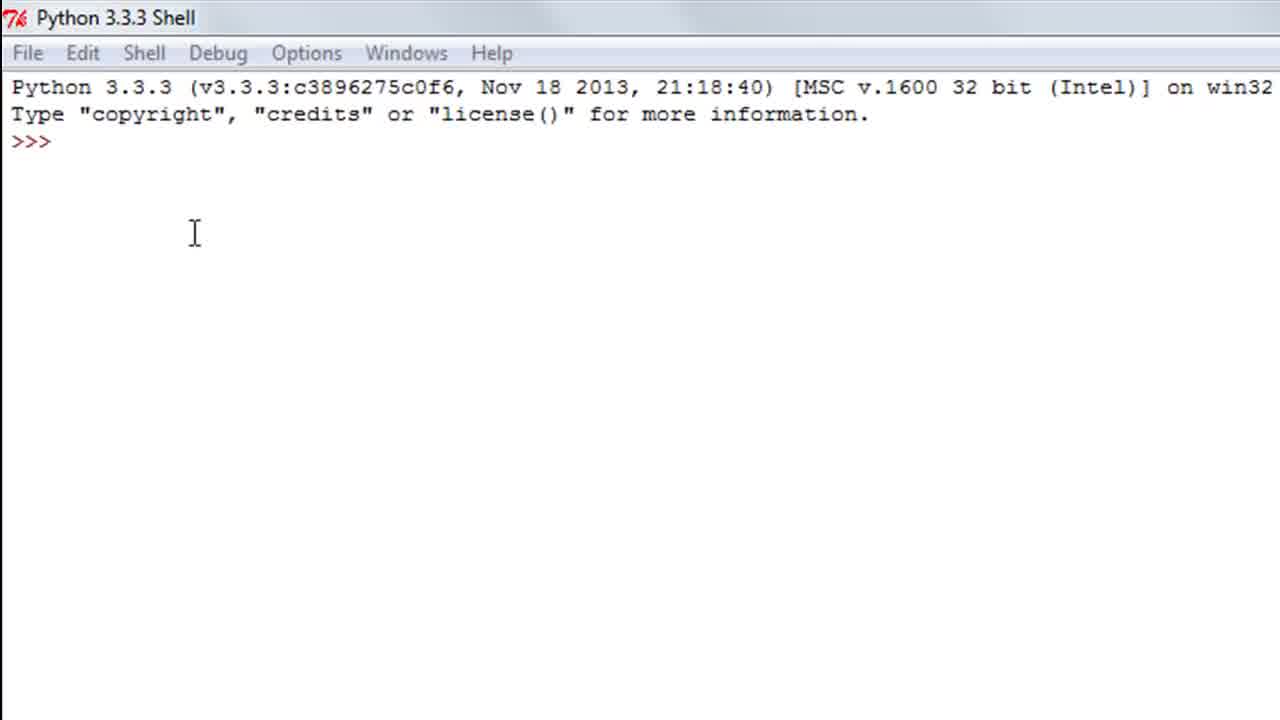 Python 3.3.3 Shell
File Edit Shell Debug Options Windows Help
Python 3.3.3 (v3.3.3:c3896275c0f6, Nov 18 2013, 21:18:40) [MSC v.1600 32 bit (Intel)] on win32
Type "copyright", "credits" or "license()" for more information.
>>>